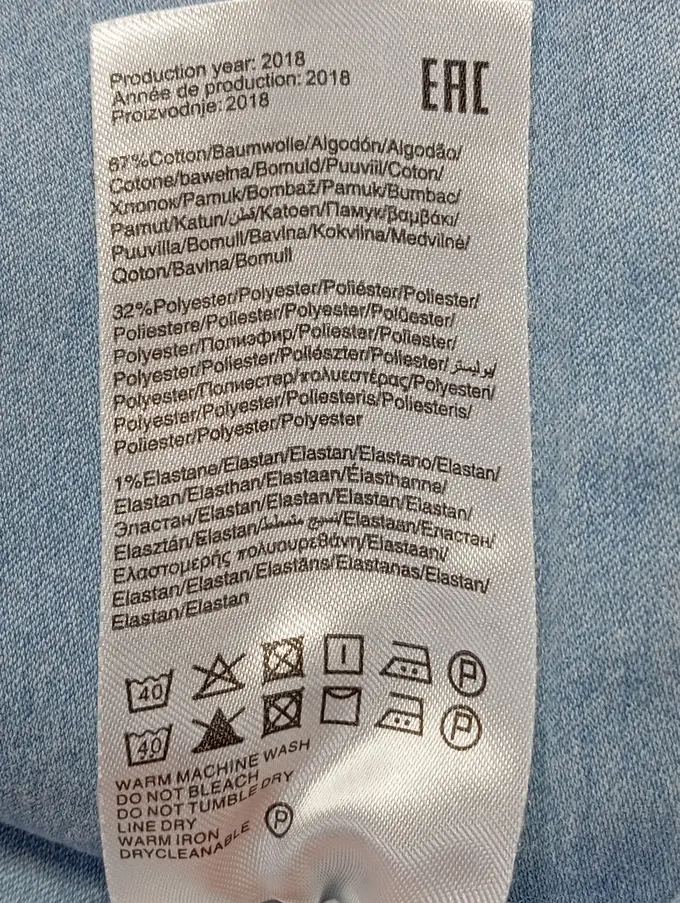 Production year: 2018
Année de production: 2018
Proizvodnje: 2018
EAC
67%Cotton/Baumwolle/Algodón/Algodão/
Cotone/bawełna/Bomuld/Puuviil/Coton/
Хлопок/Pamuk/Bombaž/Pamuk/Bumbac/
Pamut/Katun/قطن/Katoen/Памук/βαμβάκι/
Puuvilla/Bomull/Bavlna/Kokvilna/Medvilnė/
Qoton/Bavlna/Bomull
32%Polyester/Polyester/Poliéster/Poliester/
Poliestere/Poliester/Polyester/Polüester/
Polyester/Полиэфир/Poliester/Poliester/
Polyester/Poliester/Poliészter/Poliester/بوليستر
Polyester/Полиестер/πολυεστέρας/Polyesteri/
Polyester/Polyester/Poliesteris/Poliesteris/
Poliester/Polyester/Polyester
1%Elastane/Elastan/Elastan/Elastano/Elastan/
Elastan/Elasthan/Elastaan/Élasthanne/
Эластан/Elastan/Elastan/Elastan/Elastan/
Elasztán/Elastan/نسيج متمطط/Elastaan/Еластан/
Ελαστομερής πολυουρεθάνη/Elastaani/
Elastan/Elastan/Elastāns/Elastanas/Elastan/
Elastan/Elastan
40 P
40 P
WARM MACHINE WASH
DO NOT BLEACH
DO NOT TUMBLE DRY
LINE DRY
WARM IRON
DRYCLEANABLE P